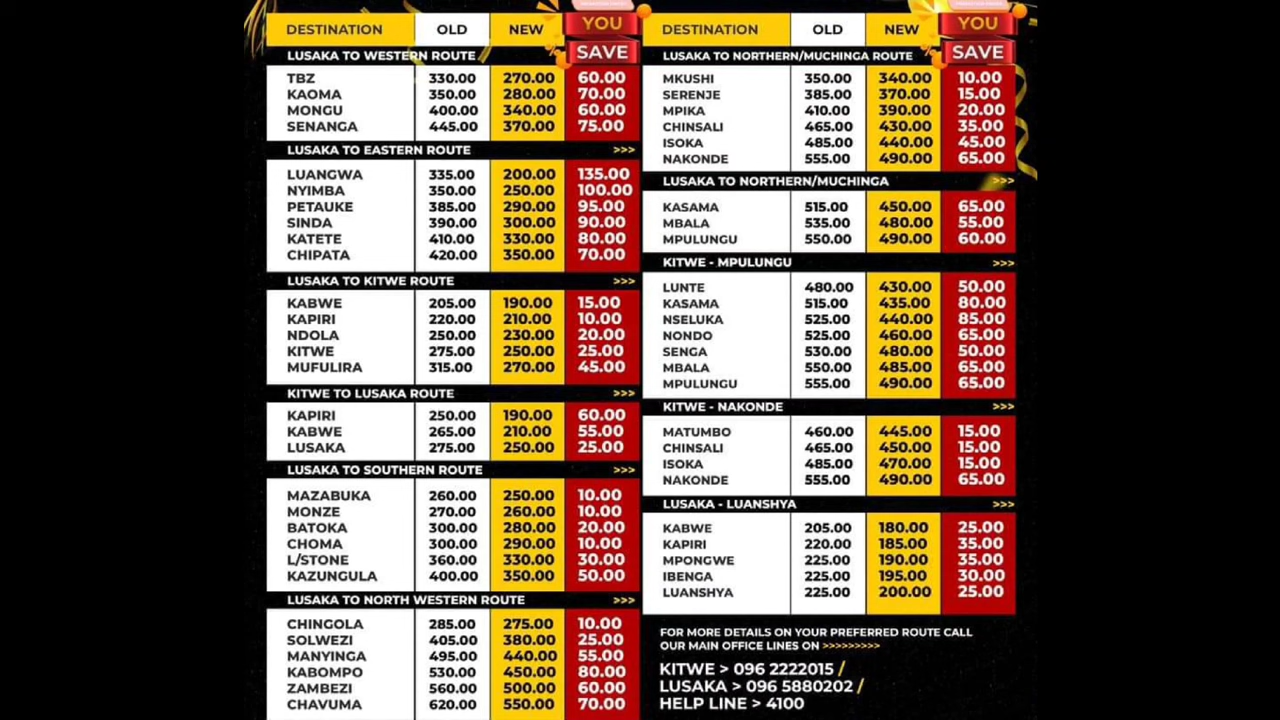 DESTINATION OLD NEW YOU SAVE
LUSAKA TO WESTERN ROUTE
TBZ 330.00 270.00 60.00
KAOMA 350.00 280.00 70.00
MONGU 400.00 340.00 60.00
SENANGA 445.00 370.00 75.00
LUSAKA TO EASTERN ROUTE >>>
LUANGWA 335.00 200.00 135.00
NYIMBA 350.00 250.00 100.00
PETAUKE 385.00 290.00 95.00
SINDA 390.00 300.00 90.00
KATETE 410.00 330.00 80.00
CHIPATA 420.00 350.00 70.00
LUSAKA TO KITWE ROUTE >>>
KABWE 205.00 190.00 15.00
KAPIRI 220.00 210.00 10.00
NDOLA 250.00 230.00 20.00
KITWE 275.00 250.00 25.00
MUFULIRA 315.00 270.00 45.00
KITWE TO LUSAKA ROUTE >>>
KAPIRI 250.00 190.00 60.00
KABWE 265.00 210.00 55.00
LUSAKA 275.00 250.00 25.00
LUSAKA TO SOUTHERN ROUTE >>>
MAZABUKA 260.00 250.00 10.00
MONZE 270.00 260.00 10.00
BATOKA 300.00 280.00 20.00
CHOMA 300.00 290.00 10.00
L/STONE 360.00 330.00 30.00
KAZUNGULA 400.00 350.00 50.00
LUSAKA TO NORTH WESTERN ROUTE >>>
CHINGOLA 285.00 275.00 10.00
SOLWEZI 405.00 380.00 25.00
MANYINGA 495.00 440.00 55.00
KABOMPO 530.00 450.00 80.00
ZAMBEZI 560.00 500.00 60.00
CHAVUMA 620.00 550.00 70.00
DESTINATION OLD NEW YOU SAVE
LUSAKA TO NORTHERN/MUCHINGA ROUTE
MKUSHI 350.00 340.00 10.00
SERENJE 385.00 370.00 15.00
MPIKA 410.00 390.00 20.00
CHINSALI 465.00 430.00 35.00
ISOKA 485.00 440.00 45.00
NAKONDE 555.00 490.00 65.00
LUSAKA TO NORTHERN/MUCHINGA >>>
KASAMA 515.00 450.00 65.00
MBALA 535.00 480.00 55.00
MPULUNGU 550.00 490.00 60.00
KITWE - MPULUNGU >>>
LUNTE 480.00 430.00 50.00
KASAMA 515.00 435.00 80.00
NSELUKA 525.00 440.00 85.00
NONDO 525.00 460.00 65.00
SENGA 530.00 480.00 50.00
MBALA 550.00 485.00 65.00
MPULUNGU 555.00 490.00 65.00
KITWE - NAKONDE >>>
MATUMBO 460.00 445.00 15.00
CHINSALI 465.00 450.00 15.00
ISOKA 485.00 470.00 15.00
NAKONDE 555.00 490.00 65.00
LUSAKA - LUANSHYA >>>
KABWE 205.00 180.00 25.00
KAPIRI 220.00 185.00 35.00
MPONGWE 225.00 190.00 35.00
IBENGA 225.00 195.00 30.00
LUANSHYA 225.00 200.00 25.00
FOR MORE DETAILS ON YOUR PREFERRED ROUTE CALL
OUR MAIN OFFICE LINES ON >>>>>>>>>
KITWE > 096 2222015 /
LUSAKA > 096 5880202 /
HELP LINE > 4100